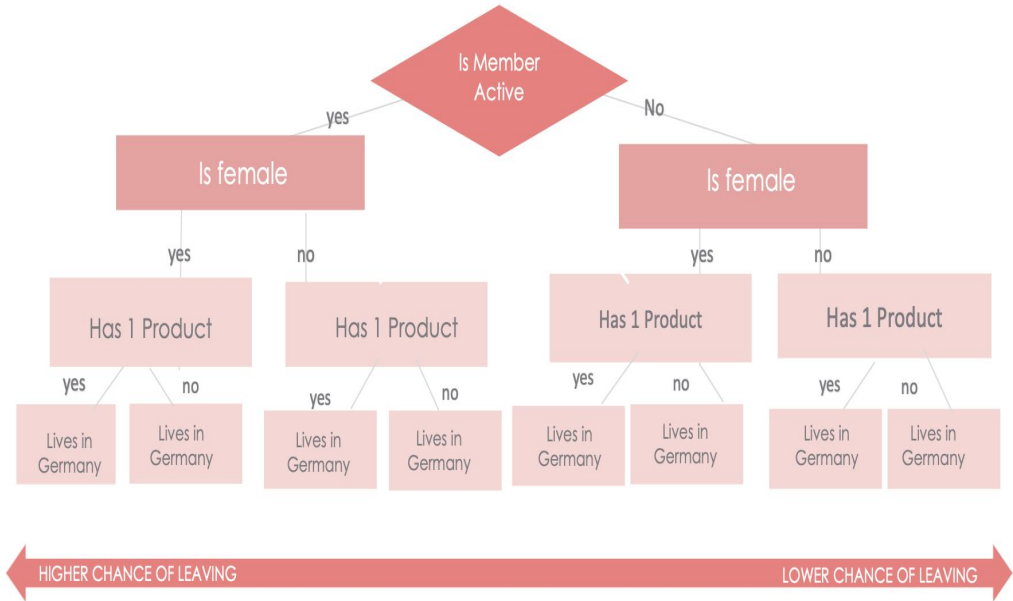 Is Member
Active
yes
No
Is female
Is female
yes
no
yes
no
Has 1 Product
Has 1 Product
Has 1 Product
Has 1 Product
yes
no
yes
no
yes
no
yes
no
Lives in
Germany
Lives in
Germany
Lives in
Germany
Lives in
Germany
Lives in
Germany
Lives in
Germany
Lives in
Germany
Lives in
Germany
HIGHER CHANCE OF LEAVING
LOWER CHANCE OF LEAVING